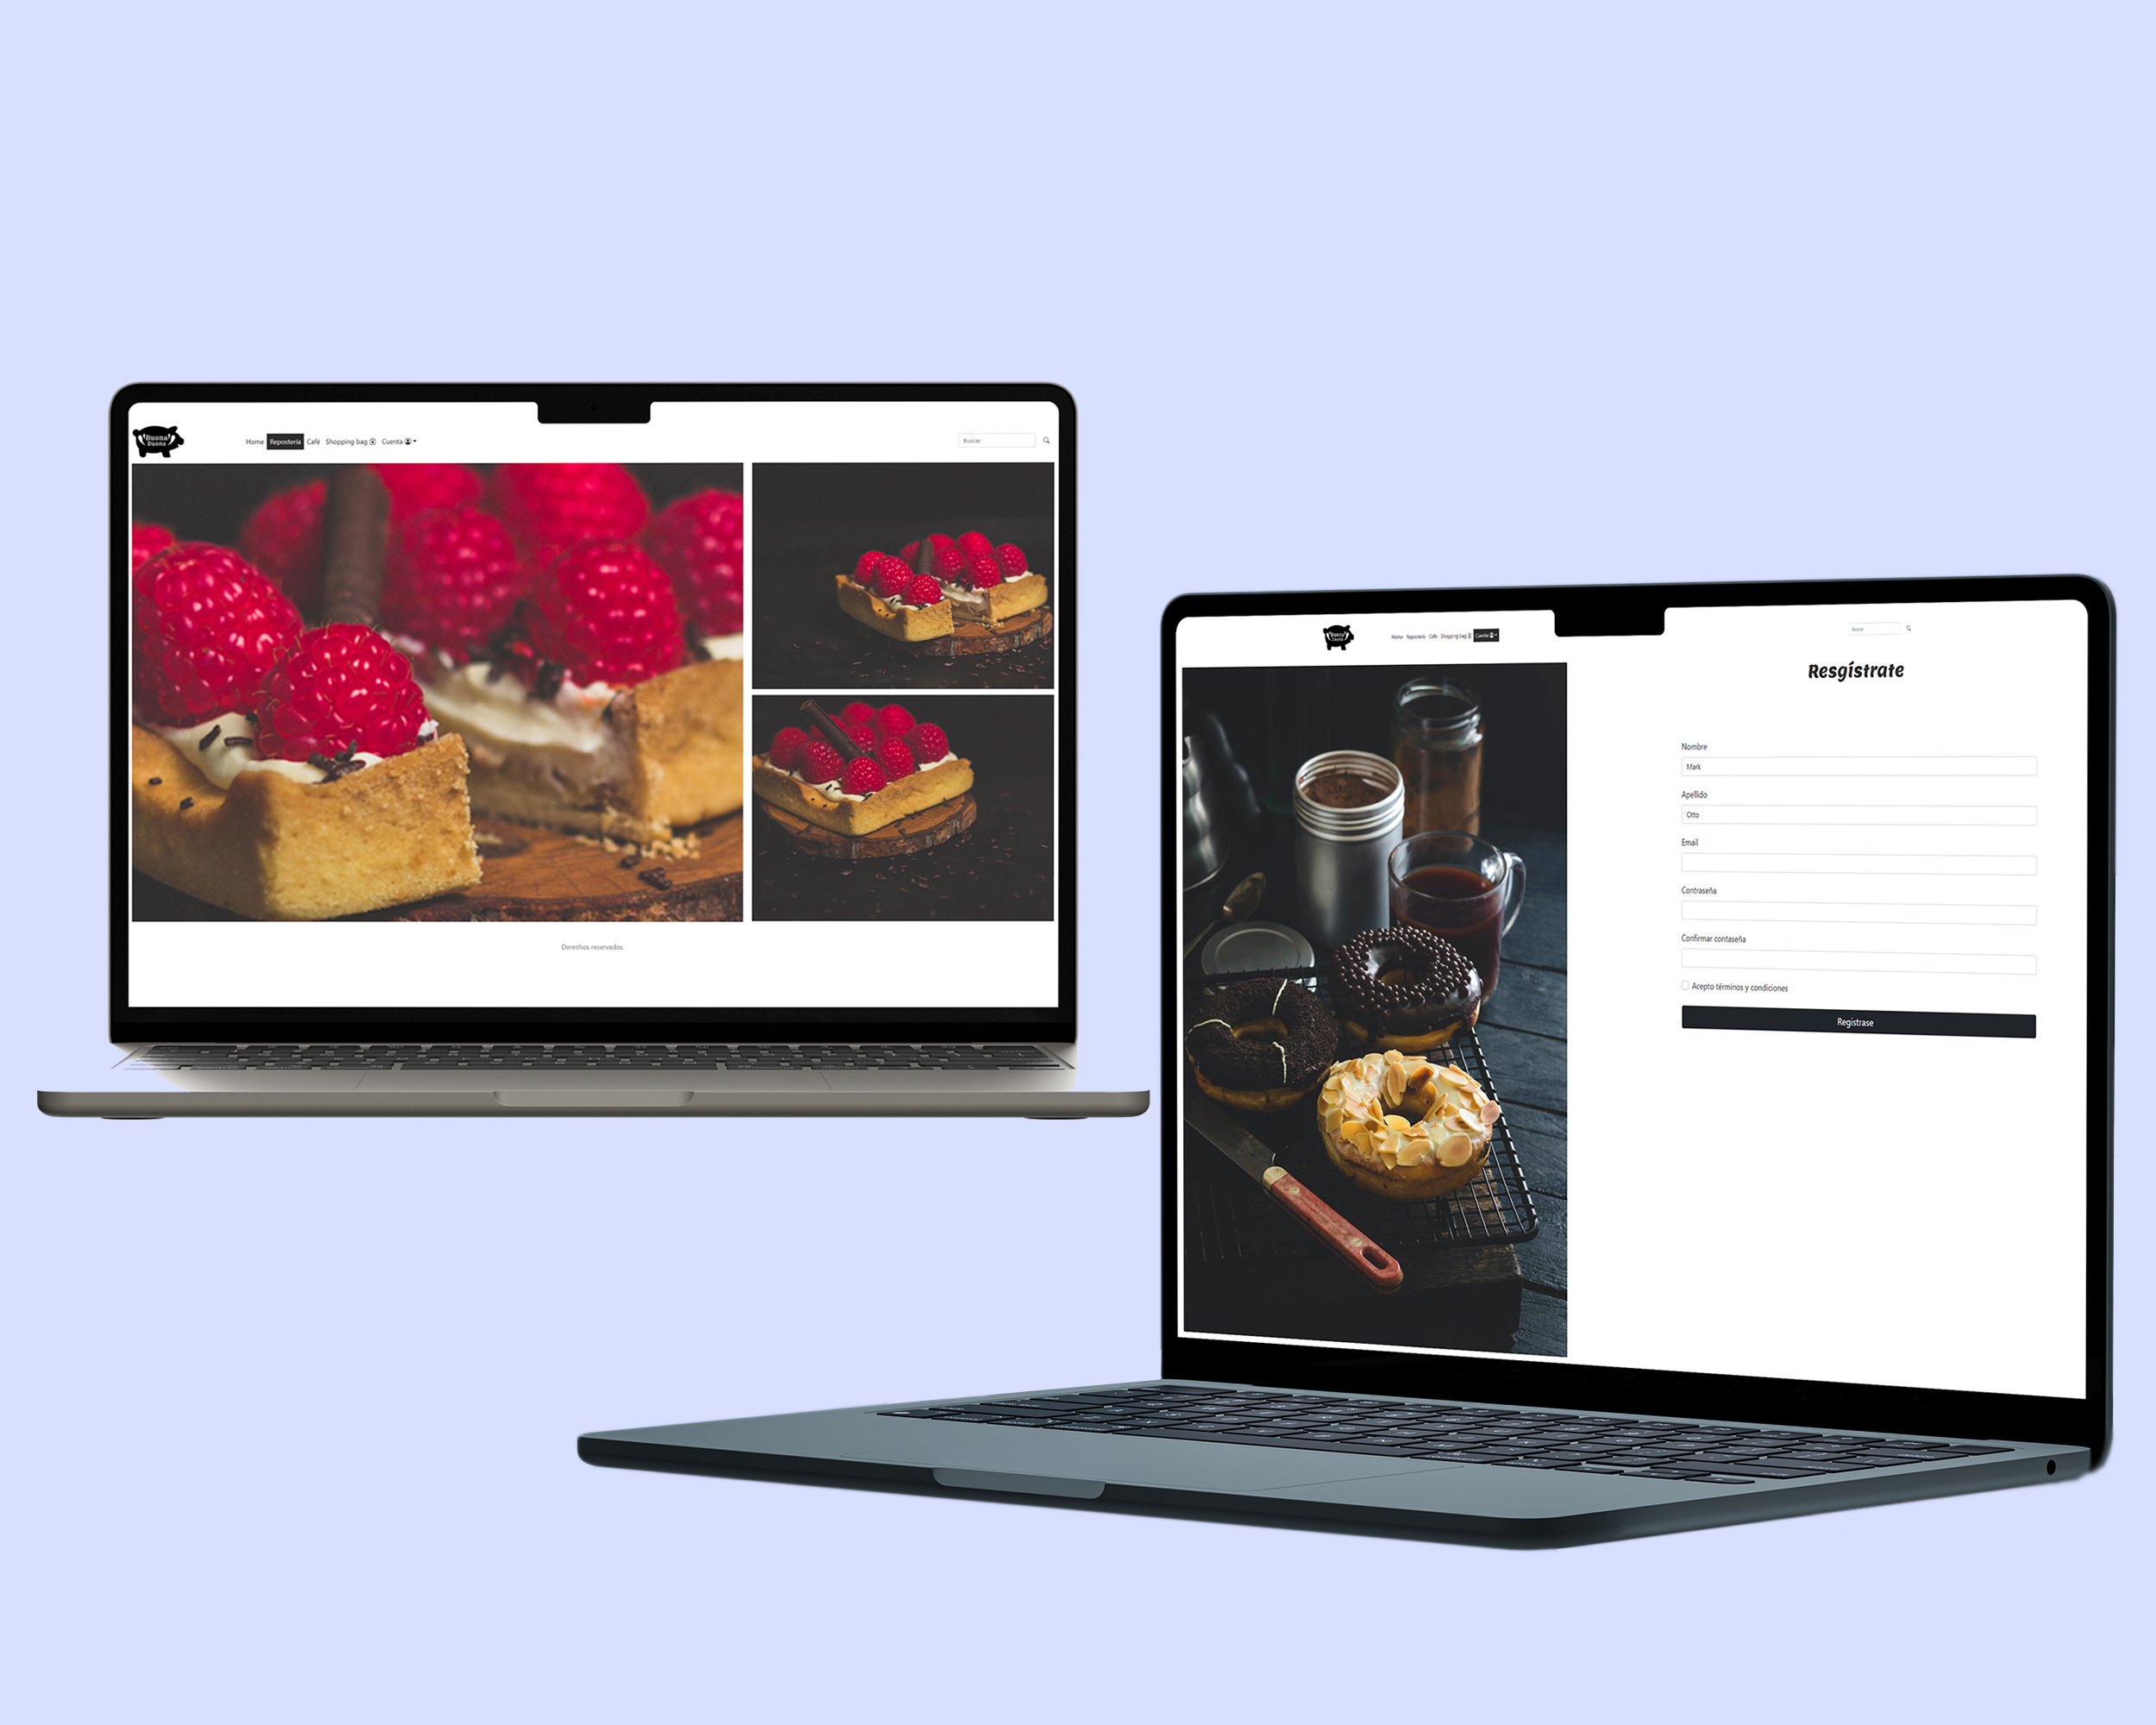 Buona
Duona
Home Repostería Café Shopping bag Cuenta
Buscar
Derechos reservados
Buona
Duona
Home Repostería Café Shopping bag Cuenta
Buscar
Resgístrate
Nombre
Mark
Apellido
Otto
Email
Contraseña
Confirmar contaseña
Acepto términos y condiciones
Registrase